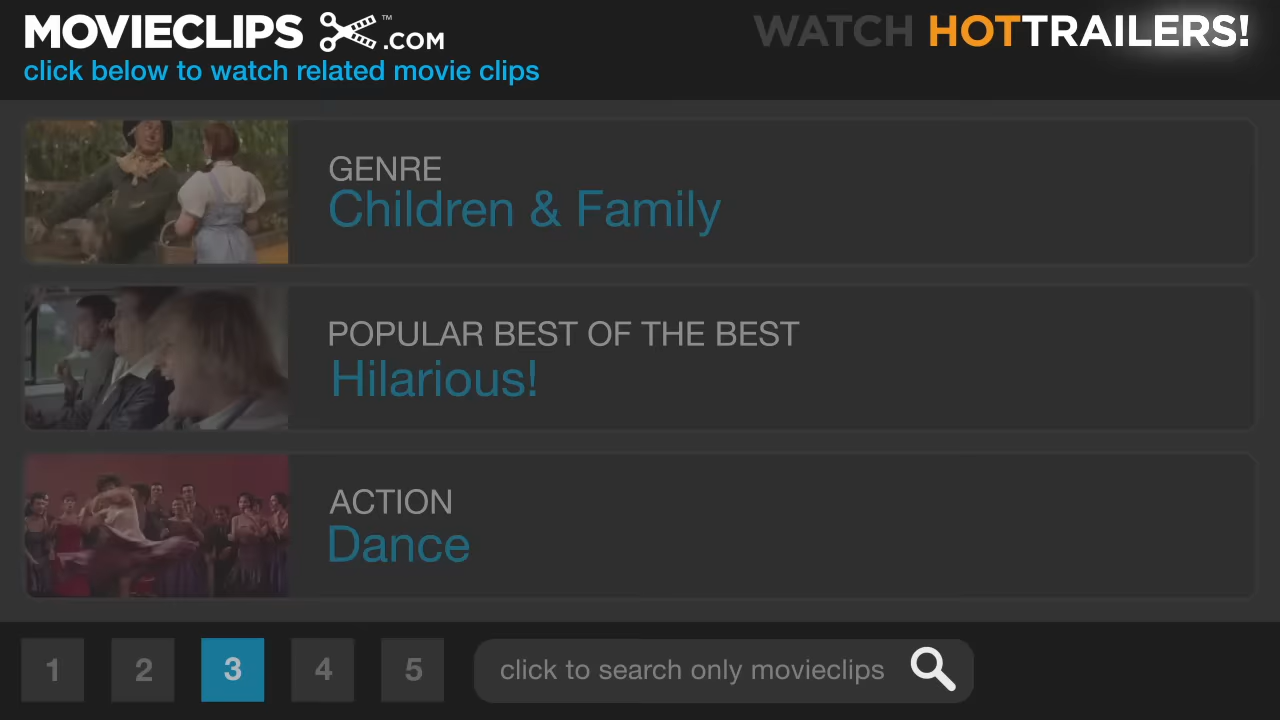 MOVIECLIPS ™ .COM
WATCH HOTTRAILERS!
click below to watch related movie clips
GENRE
Children & Family
POPULAR BEST OF THE BEST
Hilarious!
ACTION
Dance
1 2 3 4 5
click to search only movieclips